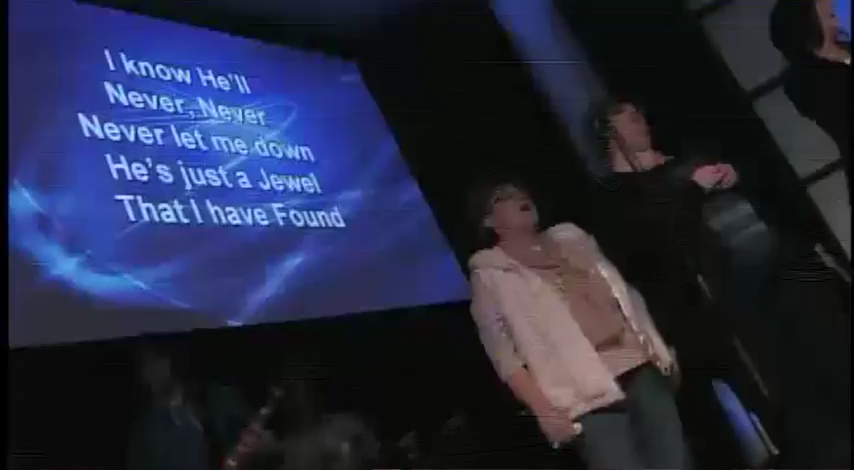 I know He'll
Never, Never
Never let me down
He's just a Jewel
That I have Found